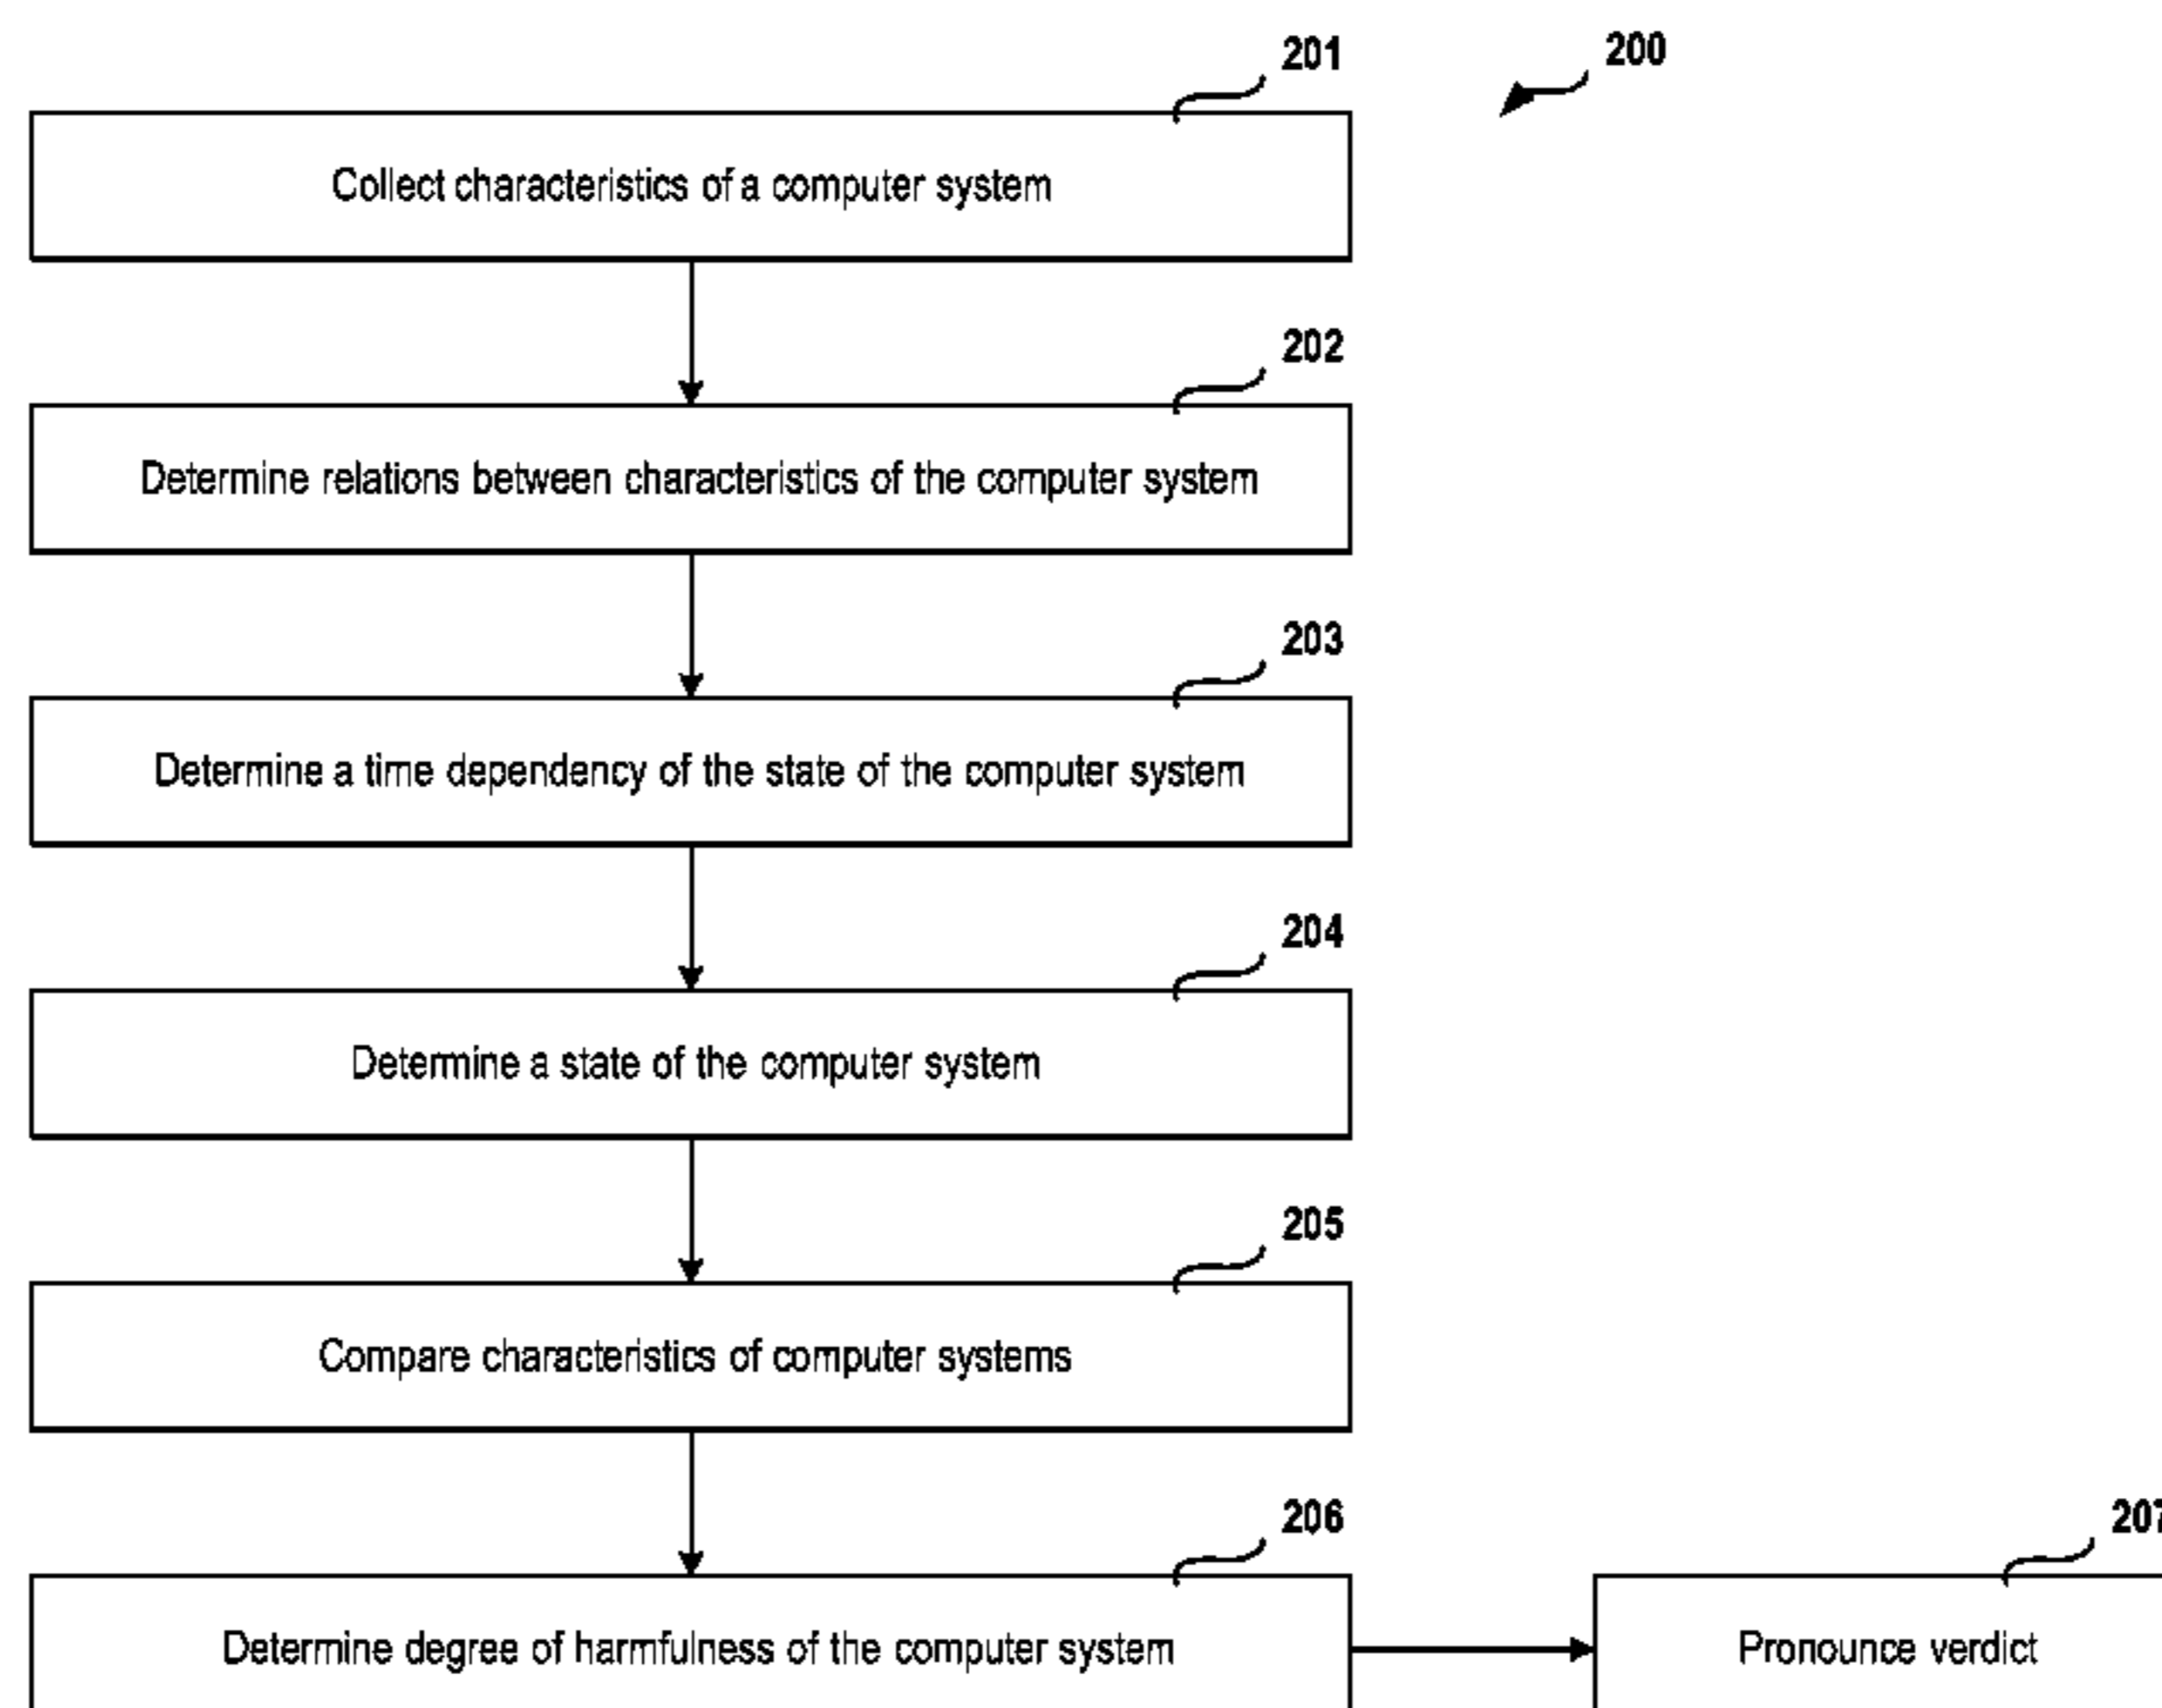 201
200
Collect characteristics of a computer system
202
Determine relations between characteristics of the computer system
203
Determine a time dependency of the state of the computer system
204
Determine a state of the computer system
205
Compare characteristics of computer systems
206
207
Determine degree of harmfulness of the computer system
Pronounce verdict